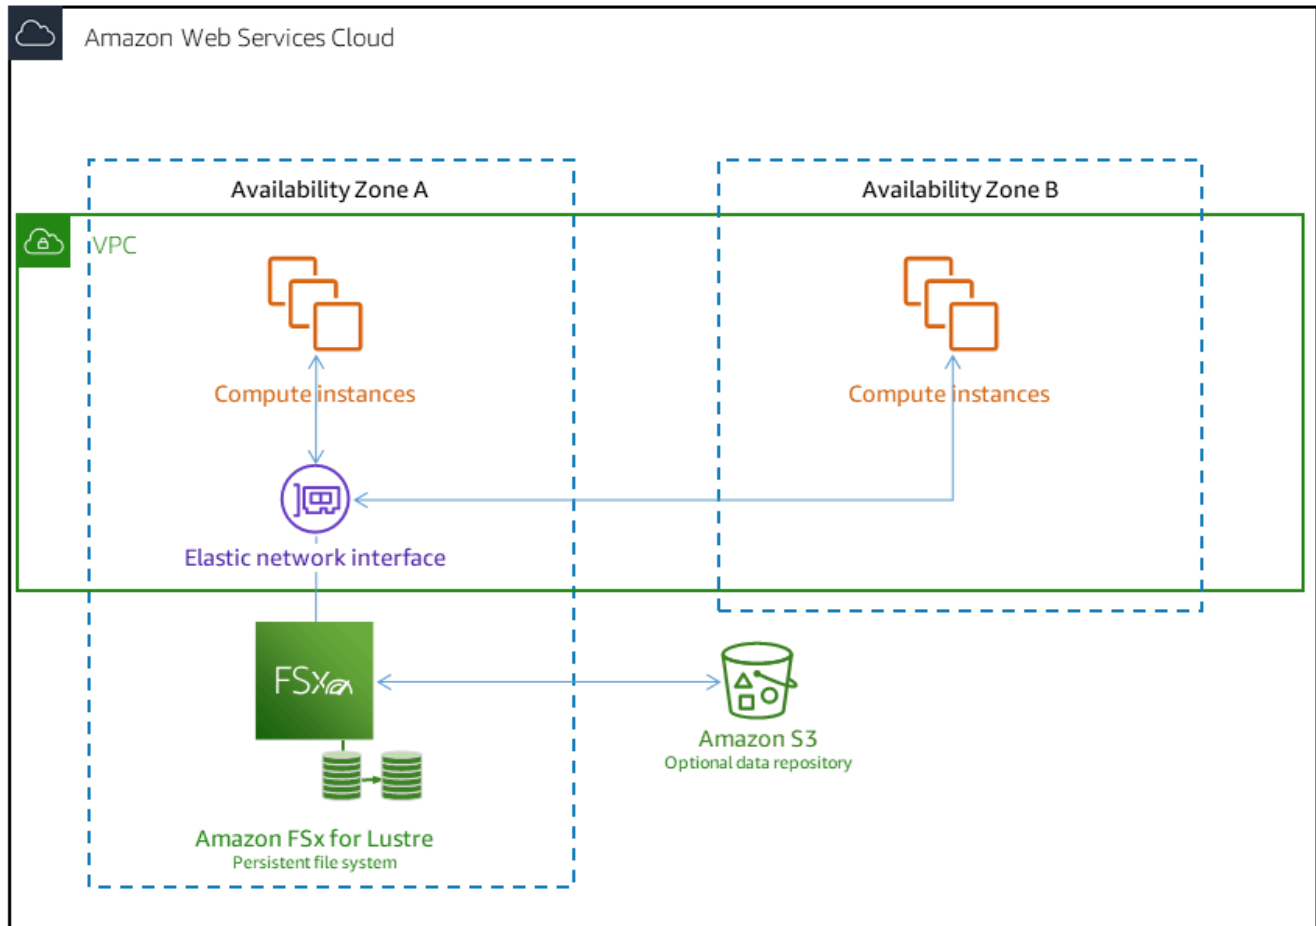 Amazon Web Services Cloud
Availability Zone A
Availability Zone B
VPC
Compute instances
Compute instances
Elastic network interface
FSx
Amazon S3
Optional data repository
Amazon FSx for Lustre
Persistent file system